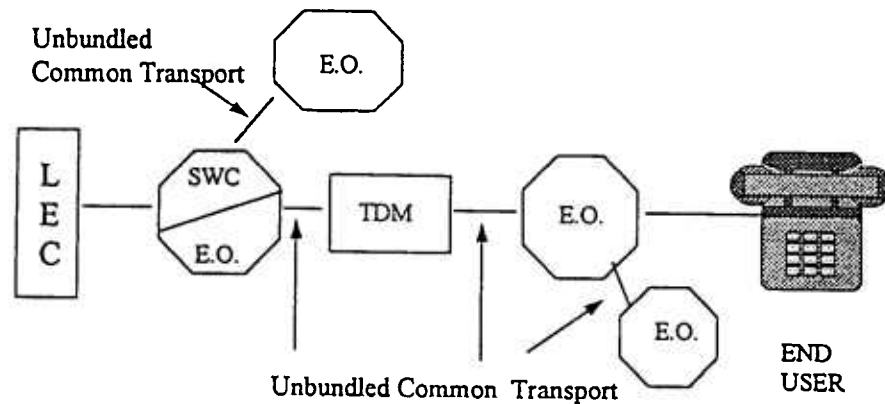 Unbundled
Common Transport
E.O.
L
E
C
SWC
E.O.
TDM
E.O.
E.O.
END
USER
Unbundled Common Transport